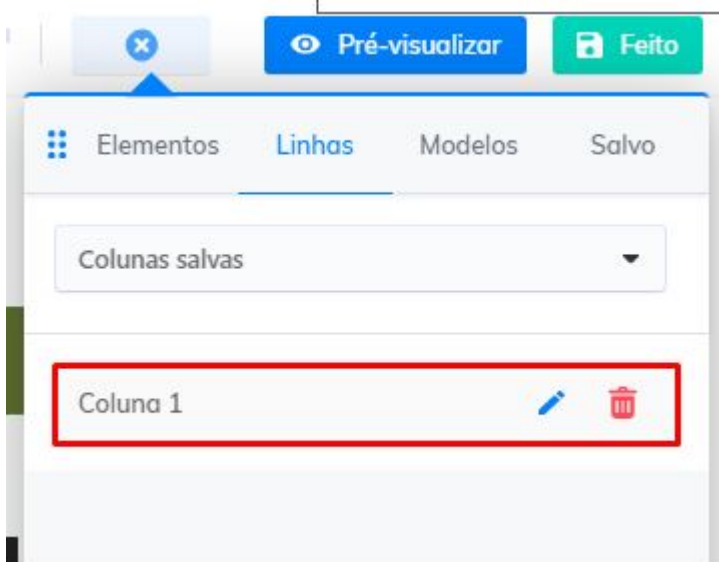 Pré-visualizar Feito
Elementos Linhas Modelos Salvo
Colunas salvas
Coluna 1